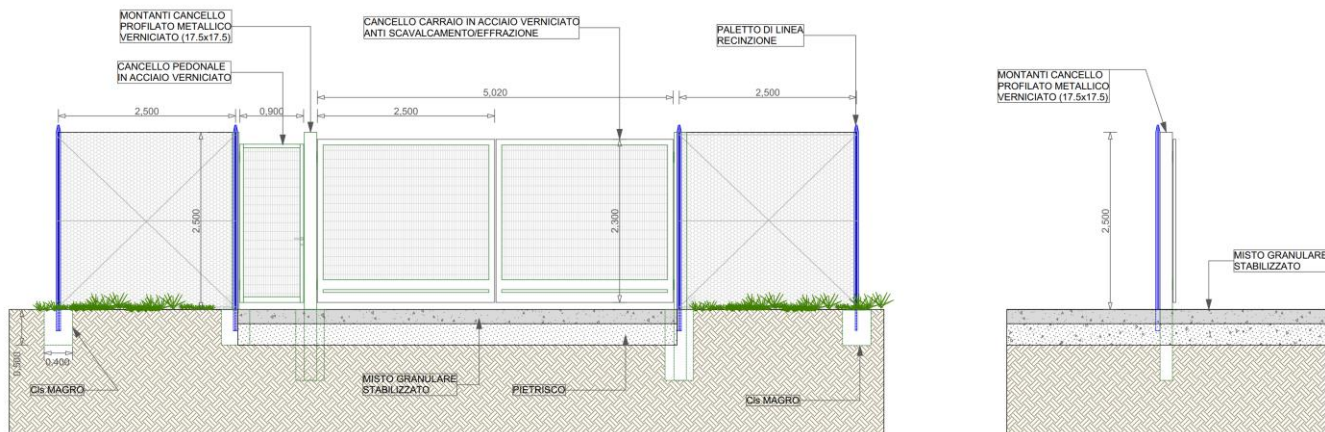 MONTANTI CANCELLO
PROFILATO METALLICO
VERNICIATO (17.5x17.5)
CANCELLO CARRAIO IN ACCIAIO VERNICIATO
ANTI SCAVALCAMENTO/EFFRAZIONE
PALETTO DI LINEA
RECINZIONE
CANCELLO PEDONALE
IN ACCIAIO VERNICIATO
2,500
0,900
5,020
2,500
2,500
2,500
2,300
0,400
Cls MAGRO
MISTO GRANULARE
STABILIZZATO
PIETRISCO
Cls MAGRO
MONTANTI CANCELLO
PROFILATO METALLICO
VERNICIATO (17.5x17.5)
2,500
MISTO GRANULARE
STABILIZZATO